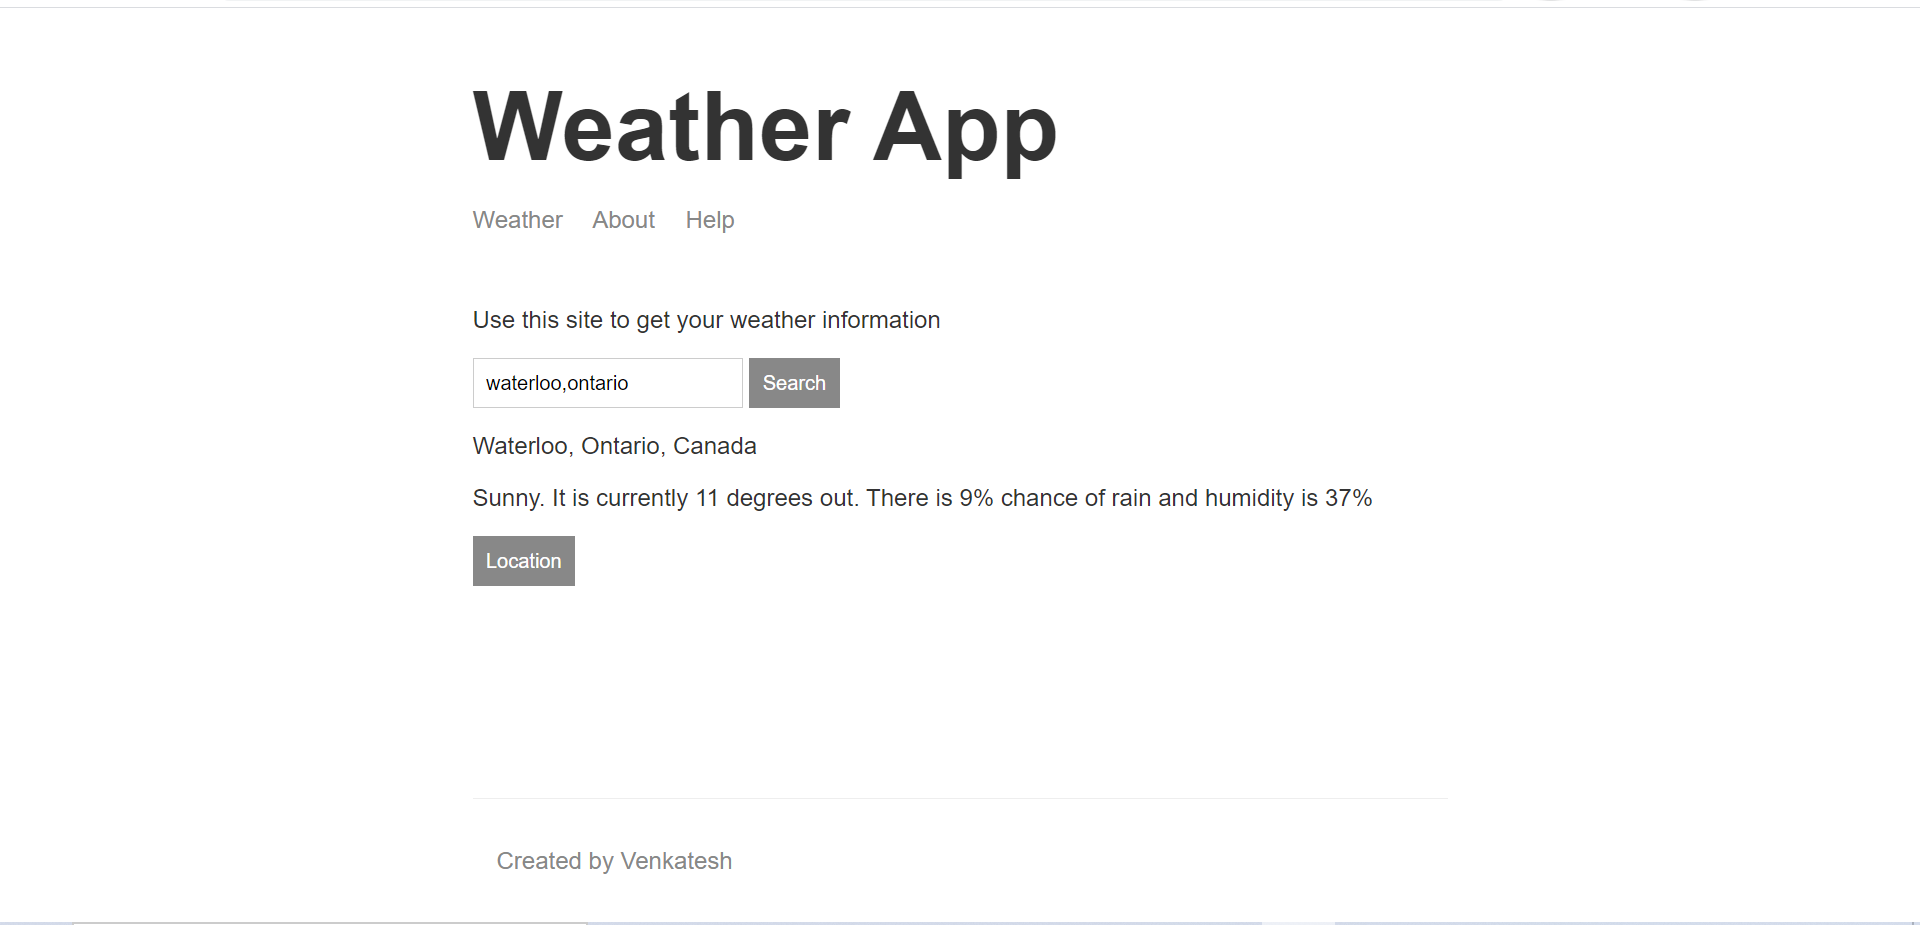 Weather App
Weather About Help
Use this site to get your weather information
waterloo,ontario Search
Waterloo, Ontario, Canada
Sunny. It is currently 11 degrees out. There is 9% chance of rain and humidity is 37%
Location
Created by Venkatesh